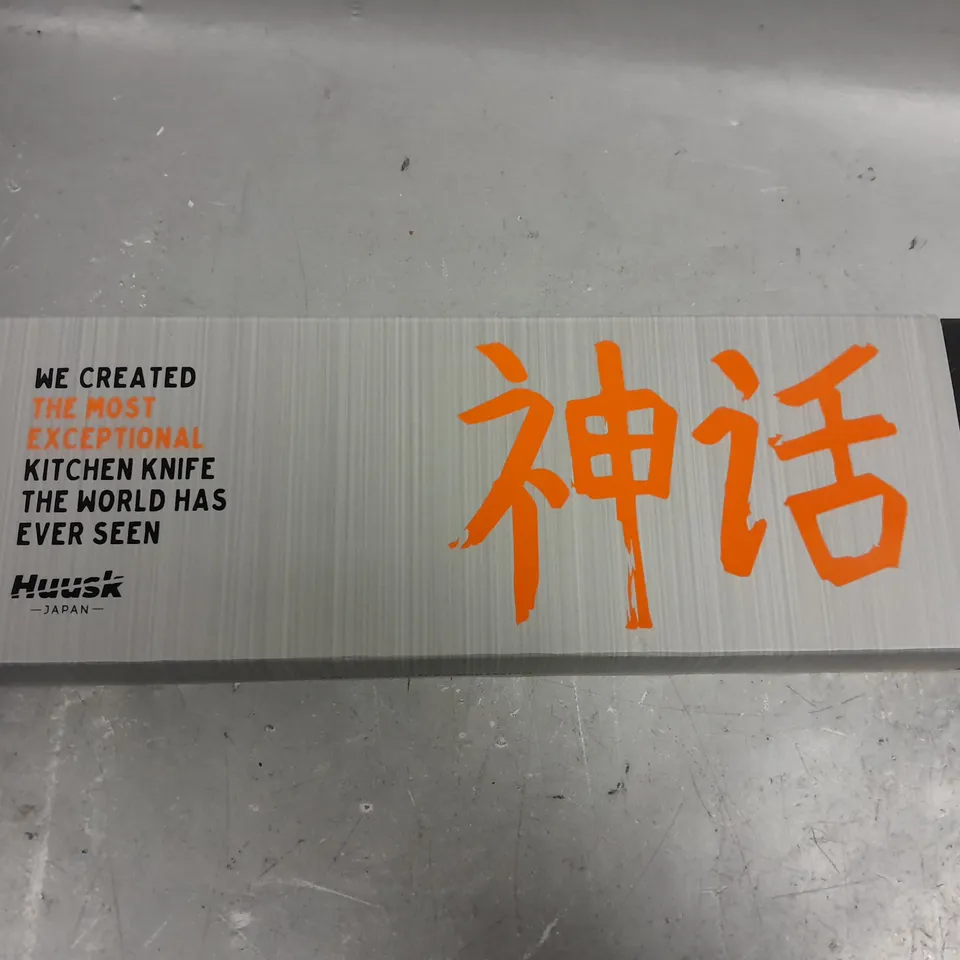 WE CREATED
THE MOST
EXCEPTIONAL
KITCHEN KNIFE
THE WORLD HAS
EVER SEEN
Huusk
—JAPAN—
神话